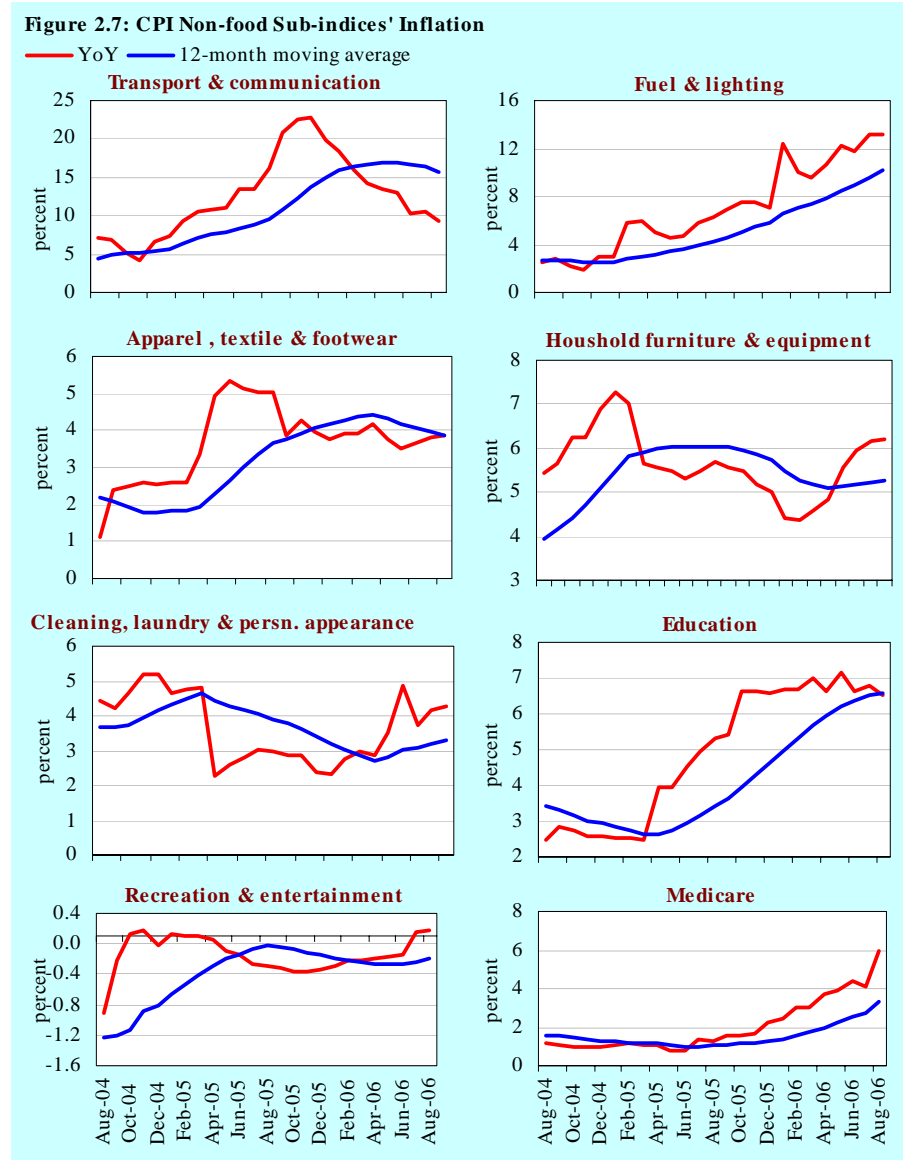 Figure 2.7: CPI Non-food Sub-indices' Inflation
YoY 12-month moving average
Transport & communication
25
20
15
10
5
0
percent
Fuel & lighting
16
12
8
4
0
percent
Apparel , textile & footwear
6
5
4
3
2
1
0
percent
Houshold furniture & equipment
8
7
6
5
4
3
percent
Cleaning, laundry & persn. appearance
6
5
4
3
2
1
0
percent
Education
8
7
6
5
4
3
2
percent
Recreation & entertainment
0.4
0.0
-0.4
-0.8
-1.2
-1.6
percent
Aug-04
Oct-04
Dec-04
Feb-05
Apr-05
Jun-05
Aug-05
Oct-05
Dec-05
Feb-06
Apr-06
Jun-06
Aug-06
Medicare
8
6
4
2
0
percent
Aug-04
Oct-04
Dec-04
Feb-05
Apr-05
Jun-05
Aug-05
Oct-05
Dec-05
Feb-06
Apr-06
Jun-06
Aug-06